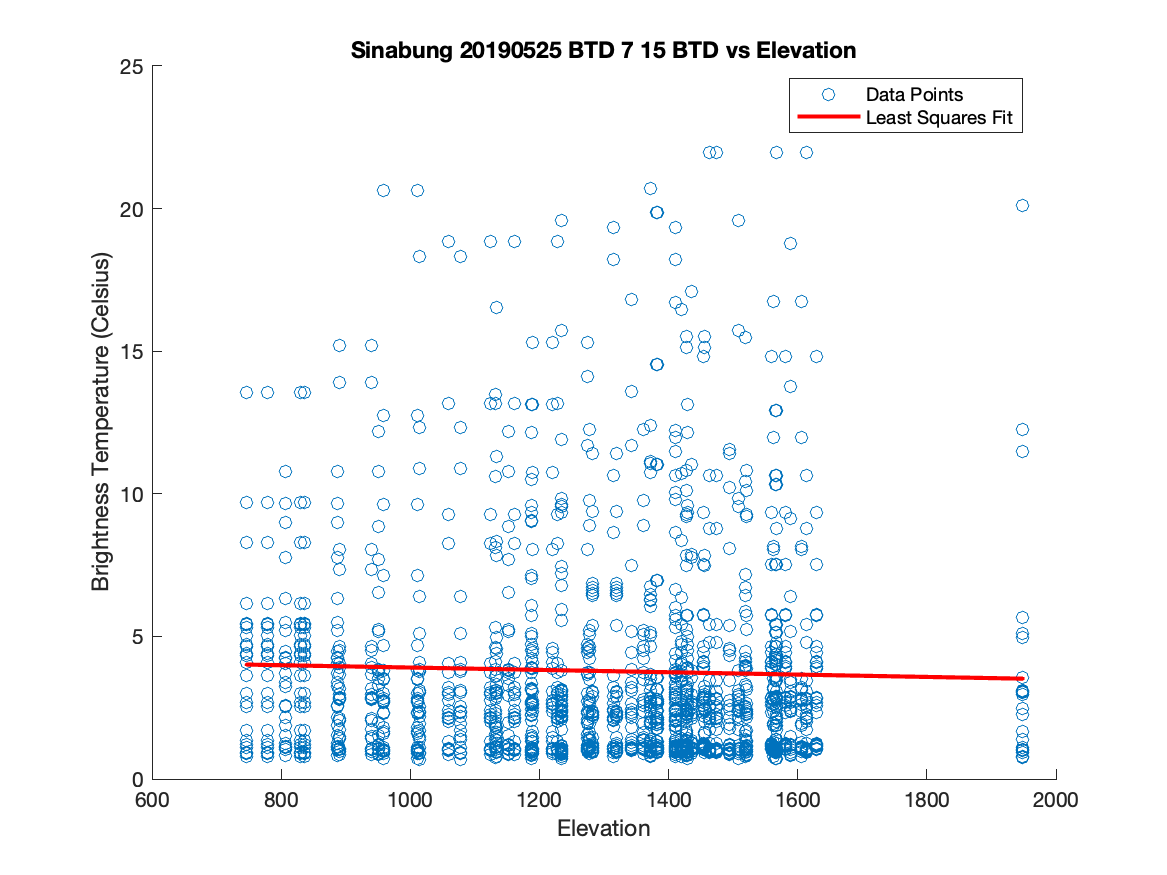 Sinabung 20190525 BTD 7 15 BTD vs Elevation
Data Points
Least Squares Fit
Brightness Temperature (Celsius)
25
20
15
10
5
0
600 800 1000 1200 1400 1600 1800 2000
Elevation